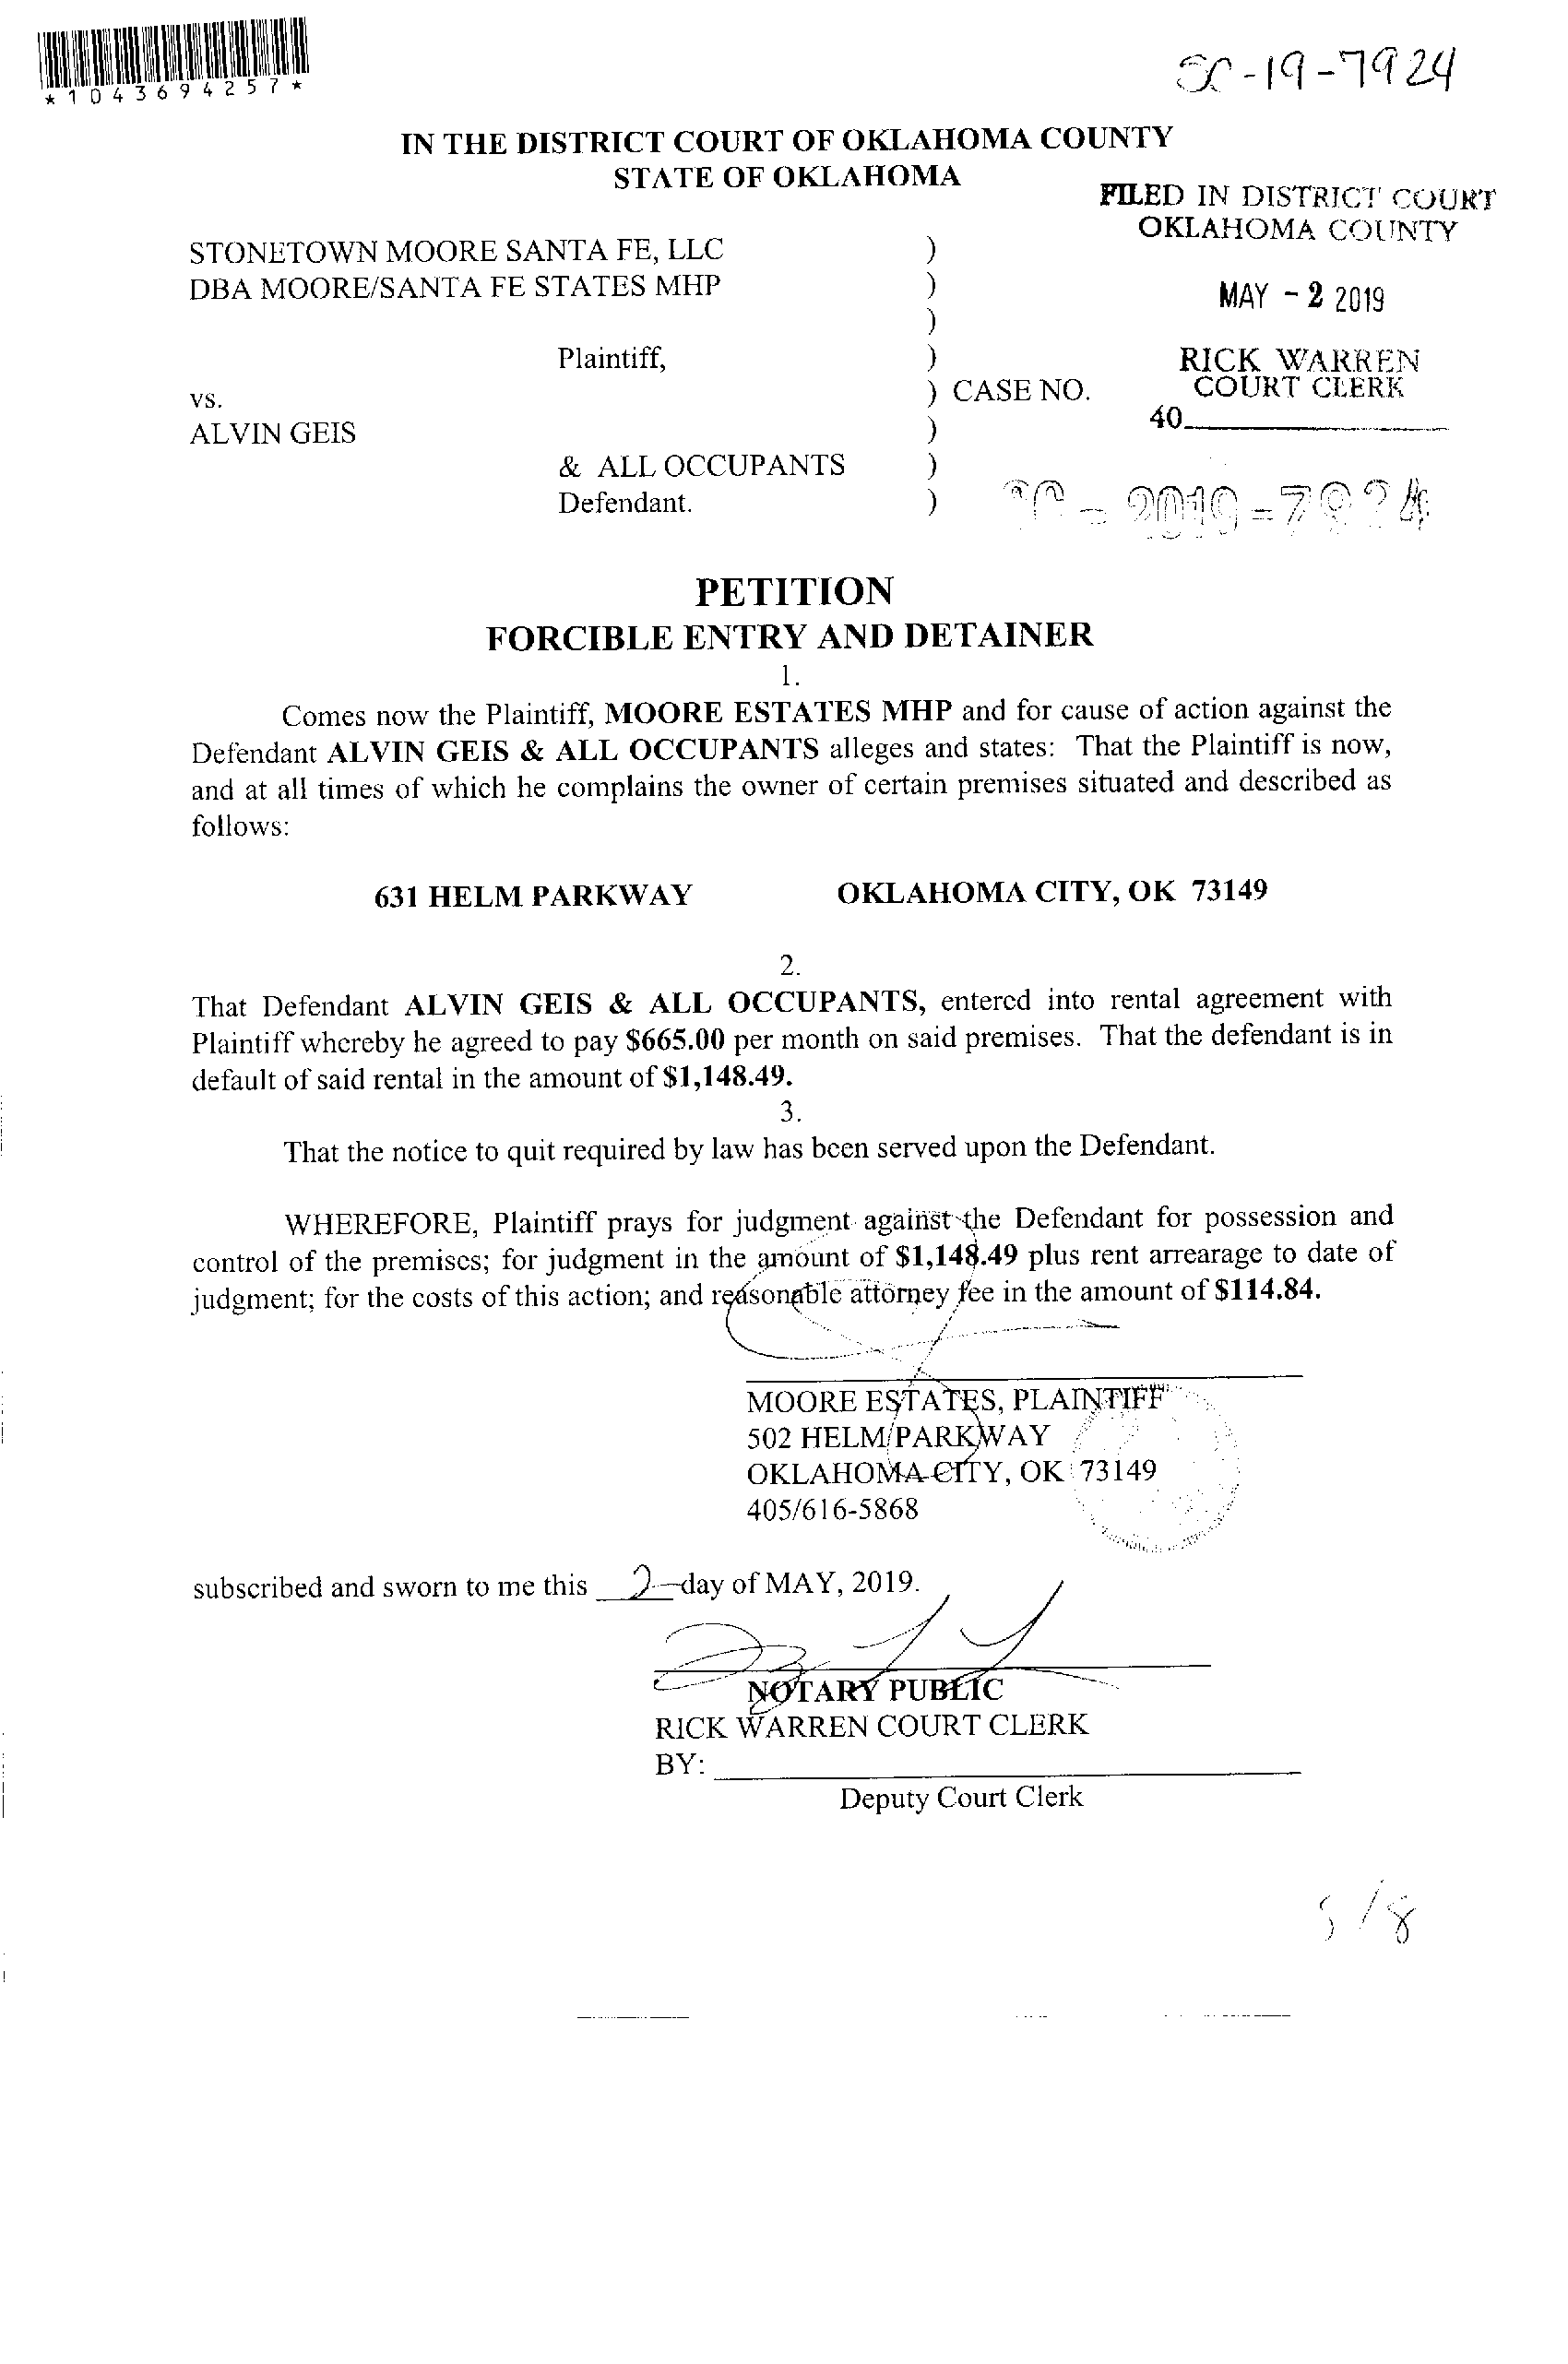 *1043694257*
SC-19-7924
IN THE DISTRICT COURT OF OKLAHOMA COUNTY
STATE OF OKLAHOMA
FILED IN DISTRICT COURT
OKLAHOMA COUNTY
MAY - 2 2019
RICK WARREN
COURT CLERK
40
STONETOWN MOORE SANTA FE, LLC )
DBA MOORE/SANTA FE STATES MHP )
)
Plaintiff, )
vs. ) CASE NO.
ALVIN GEIS )
& ALL OCCUPANTS )
Defendant. )
SC - 2019 - 7924
PETITION
FORCIBLE ENTRY AND DETAINER
1.
Comes now the Plaintiff, MOORE ESTATES MHP and for cause of action against the
Defendant ALVIN GEIS & ALL OCCUPANTS alleges and states: That the Plaintiff is now,
and at all times of which he complains the owner of certain premises situated and described as
follows:
631 HELM PARKWAY OKLAHOMA CITY, OK 73149
2.
That Defendant ALVIN GEIS & ALL OCCUPANTS, entered into rental agreement with
Plaintiff whereby he agreed to pay $665.00 per month on said premises. That the defendant is in
default of said rental in the amount of $1,148.49.
3.
That the notice to quit required by law has been served upon the Defendant.
WHEREFORE, Plaintiff prays for judgment against the Defendant for possession and
control of the premises; for judgment in the amount of $1,148.49 plus rent arrearage to date of
judgment; for the costs of this action; and reasonable attorney fee in the amount of $114.84.
MOORE ESTATES, PLAINTIFF
502 HELM PARKWAY
OKLAHOMA CITY, OK 73149
405/616-5868
subscribed and sworn to me this 2 day of MAY, 2019.
NOTARY PUBLIC
RICK WARREN COURT CLERK
BY:
Deputy Court Clerk
5/8